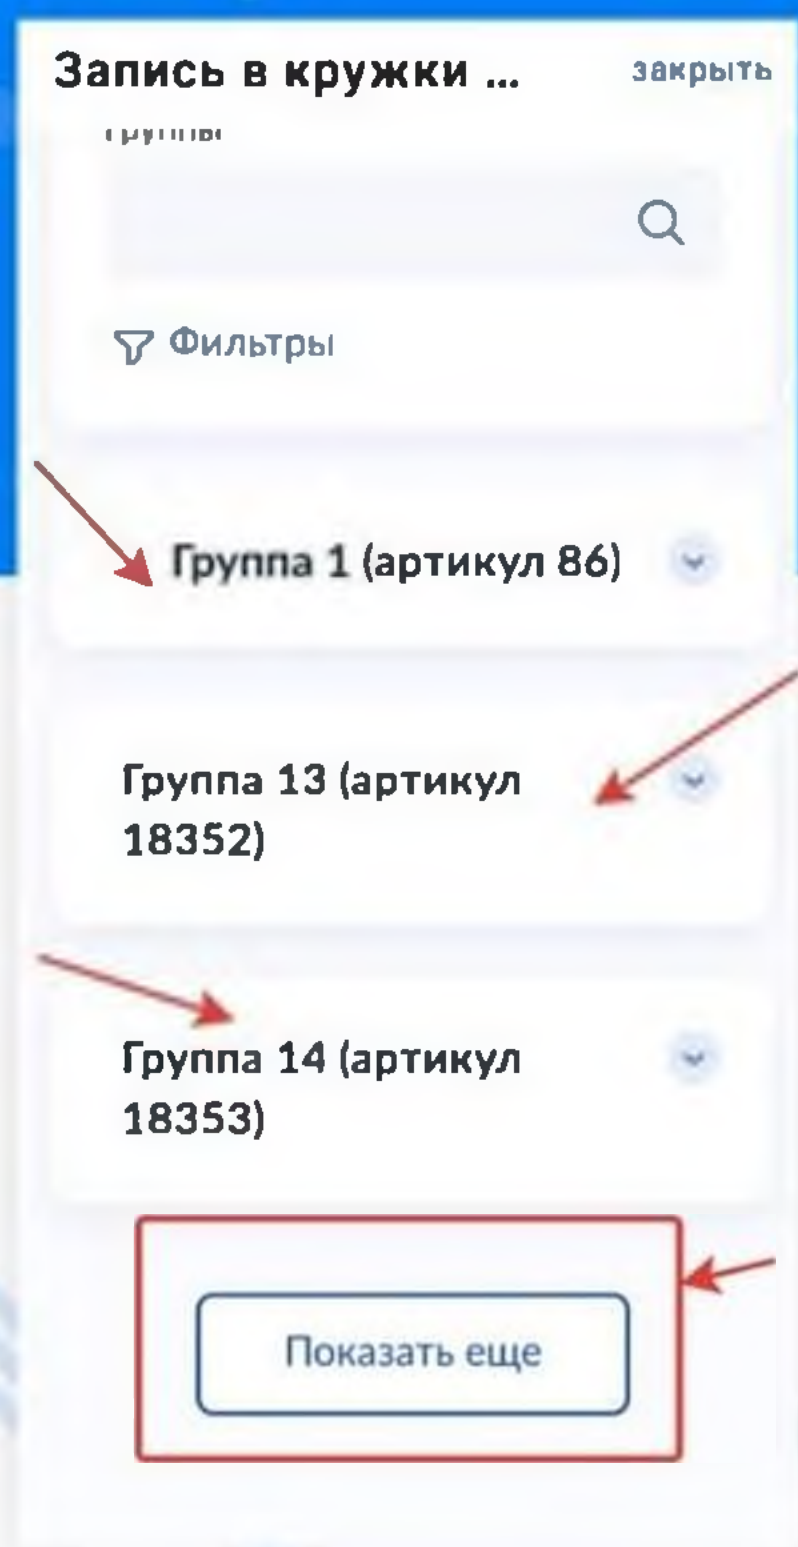 Запись в кружки ...
закрыть
Фильтры
Группа 1 (артикул 86)
Группа 13 (артикул
18352)
Группа 14 (артикул
18353)
Показать еще